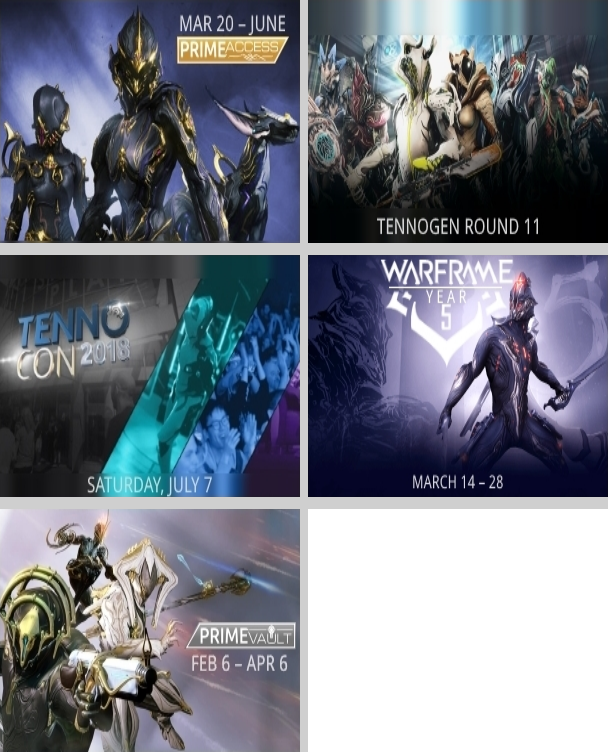 MAR 20 – JUNE
PRIME ACCESS
TENNOGEN ROUND 11
TENNO
CON 2018
SATURDAY, JULY 7
WARFRAME
YEAR
5
MARCH 14 – 28
PRIME VAULT
FEB 6 – APR 6